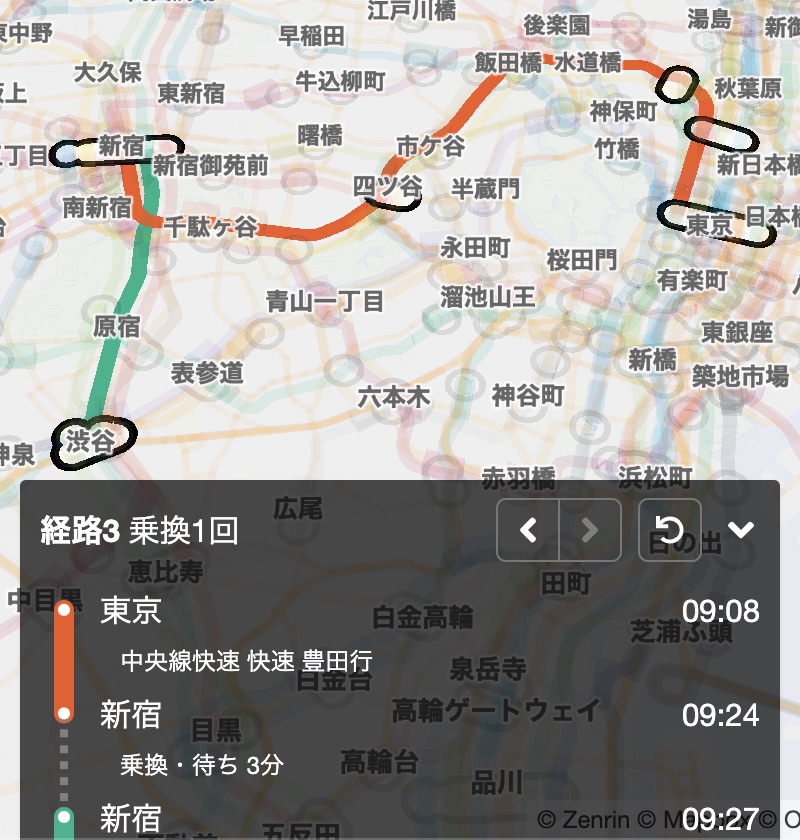 江戸川橋
後楽園
湯島
東中野
早稲田
飯田橋
水道橋
大久保
牛込柳町
東新宿
秋葉原
神保町
曙橋
市ケ谷
竹橋
新宿
丁目
新宿御苑前
新日本橋
四ツ谷
半蔵門
南新宿
千駄ヶ谷
東京
日本橋
永田町
桜田門
有楽町
青山一丁目
溜池山王
原宿
東銀座
新橋
表参道
築地市場
六本木
神谷町
渋谷
神泉
赤羽橋
浜松町
広尾
経路3 乗換1回
日の出
恵比寿
田町
中目黒
東京
09:08
白金高輪
芝浦ふ頭
中央線快速 快速 豊田行
泉岳寺
白金台
新宿
09:24
高輪ゲートウェイ
目黒
乗換・待ち 3分
高輪台
品川
新宿
09:27
© Zenrin ©
五反田